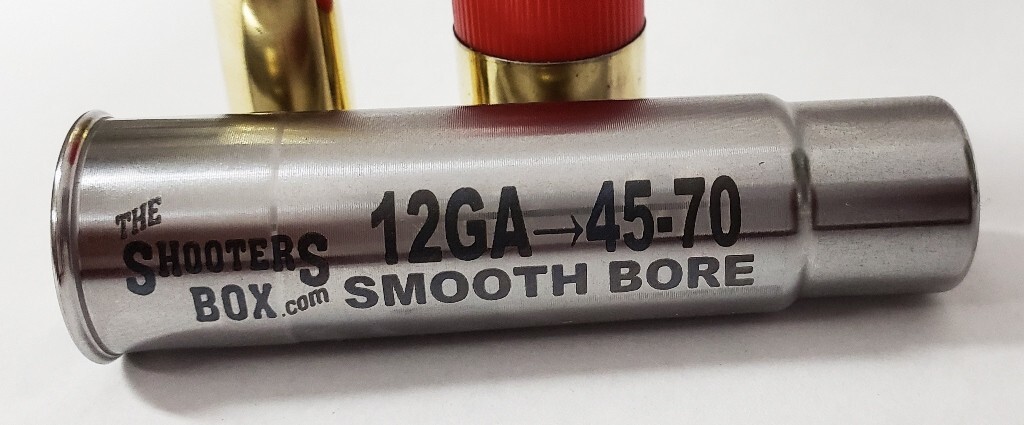 THE
SHOOTERS
BOX.com
12GA→45-70
SMOOTH BORE